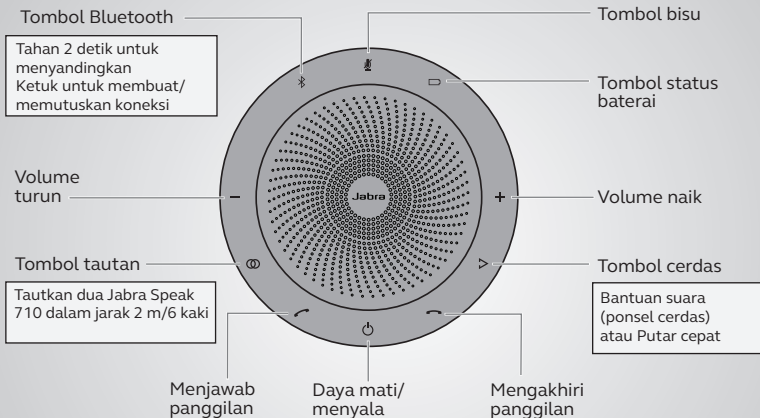 Tombol Bluetooth
Tahan 2 detik untuk
menyandingkan
Ketuk untuk membuat/
memutuskan koneksi
Tombol bisu
Tombol status
baterai
Volume
turun
Jabra
Volume naik
Tombol tautan
Tautkan dua Jabra Speak
710 dalam jarak 2 m/6 kaki
Tombol cerdas
Bantuan suara
(ponsel cerdas)
atau Putar cepat
Menjawab
panggilan
Daya mati/
menyala
Mengakhiri
panggilan